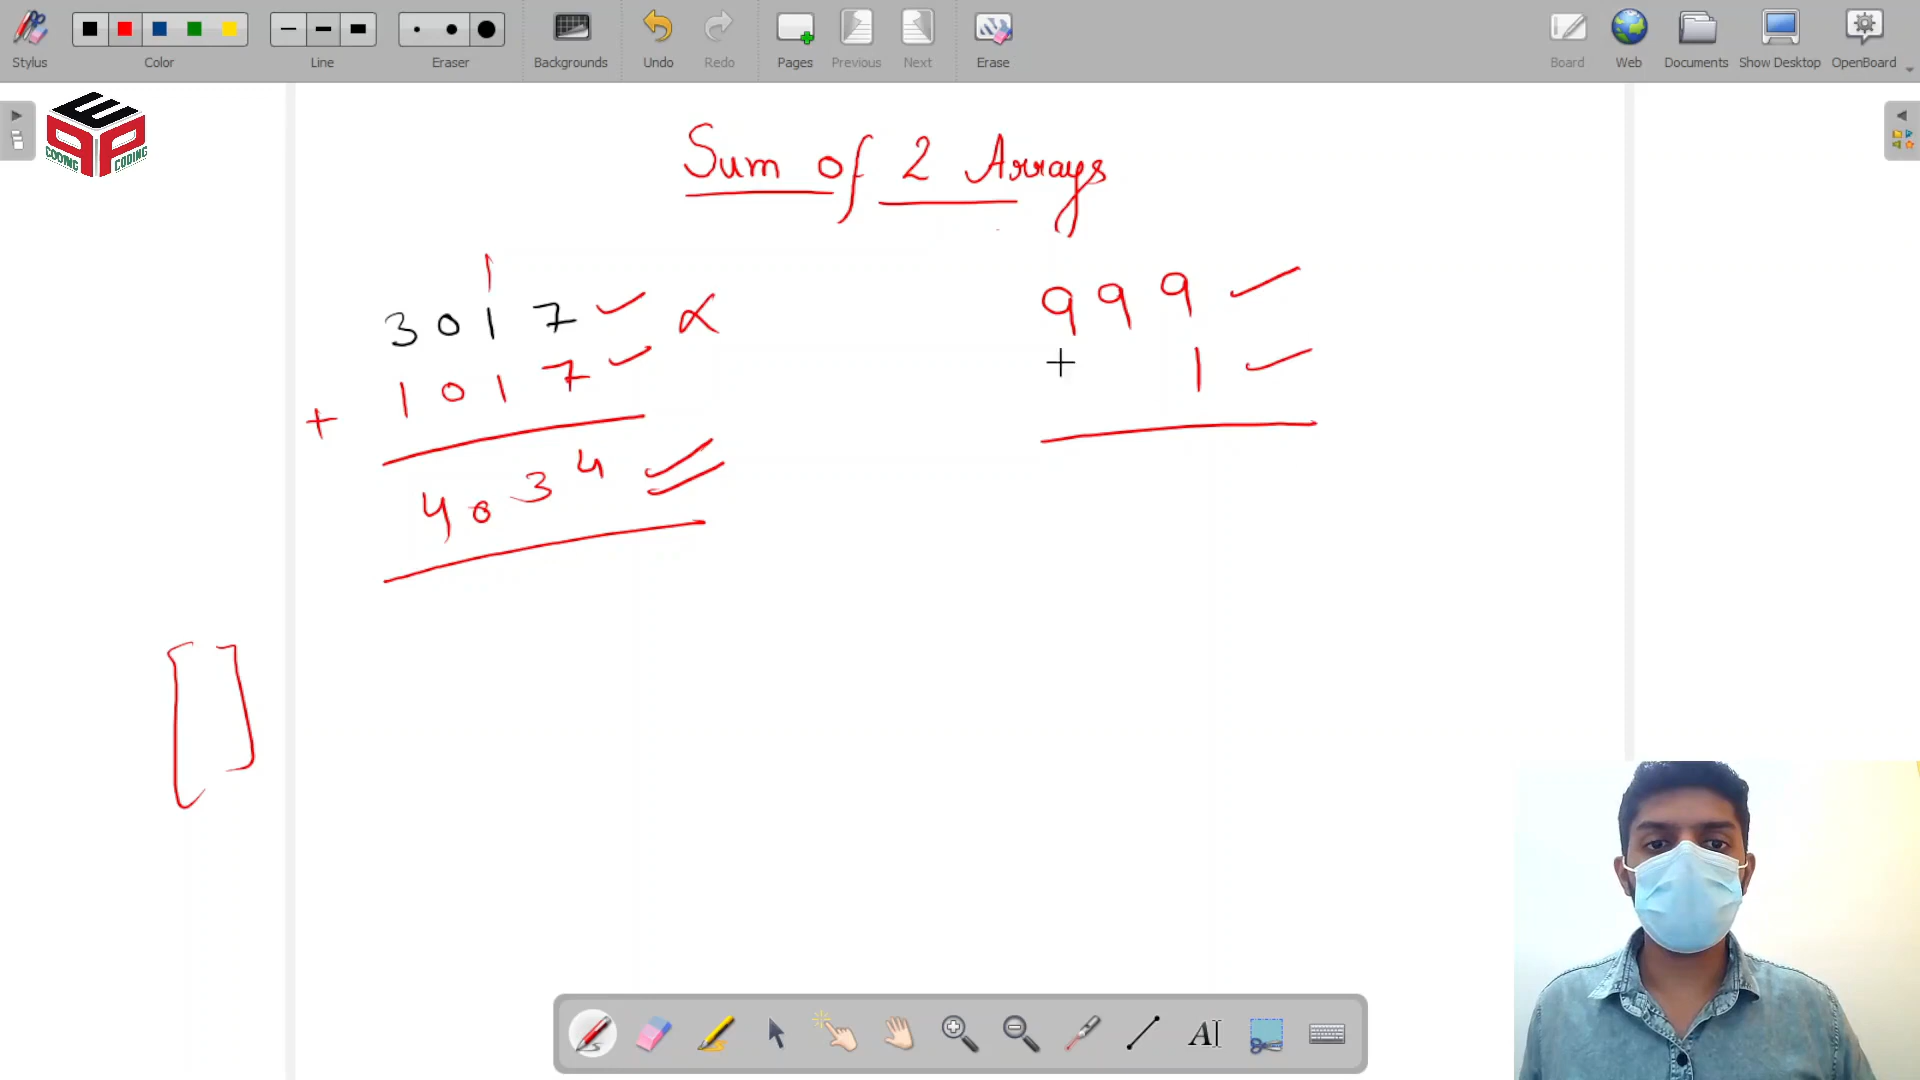 Stylus
Color
Line
Eraser
Backgrounds
Undo
Redo
Pages
Previous
Next
Erase
Board
Web
Documents
Show Desktop
OpenBoard
CODING
CODING
Sum of 2 Arrays
1
3 0 1 7
+ 1 0 1 7
4 0 3 4
9 9 9
1
[ ]